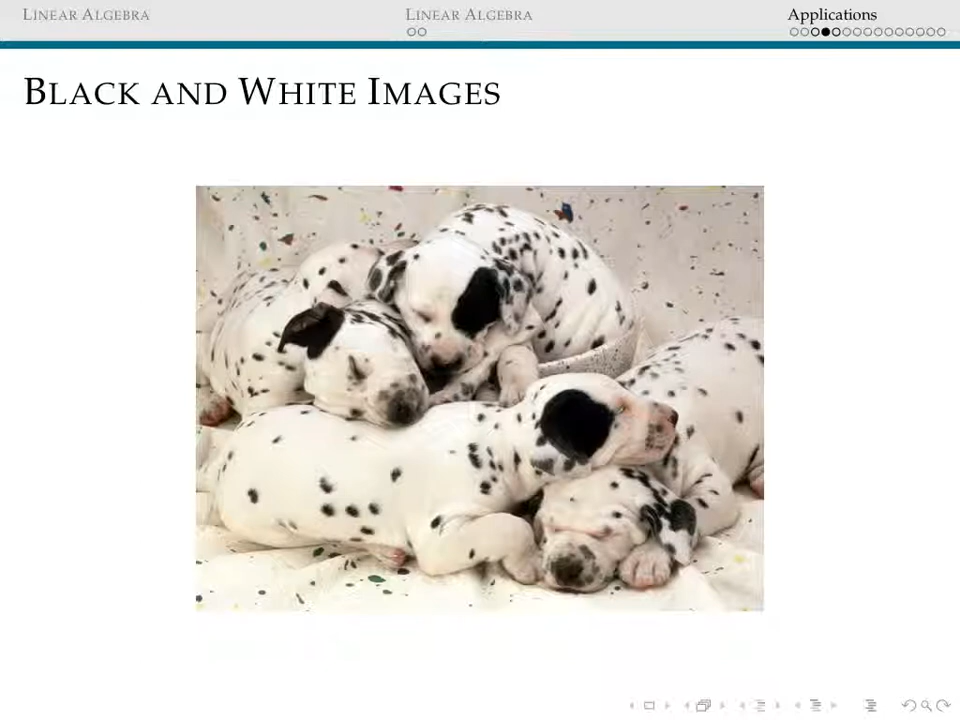 LINEAR ALGEBRA
LINEAR ALGEBRA
Applications
BLACK AND WHITE IMAGES